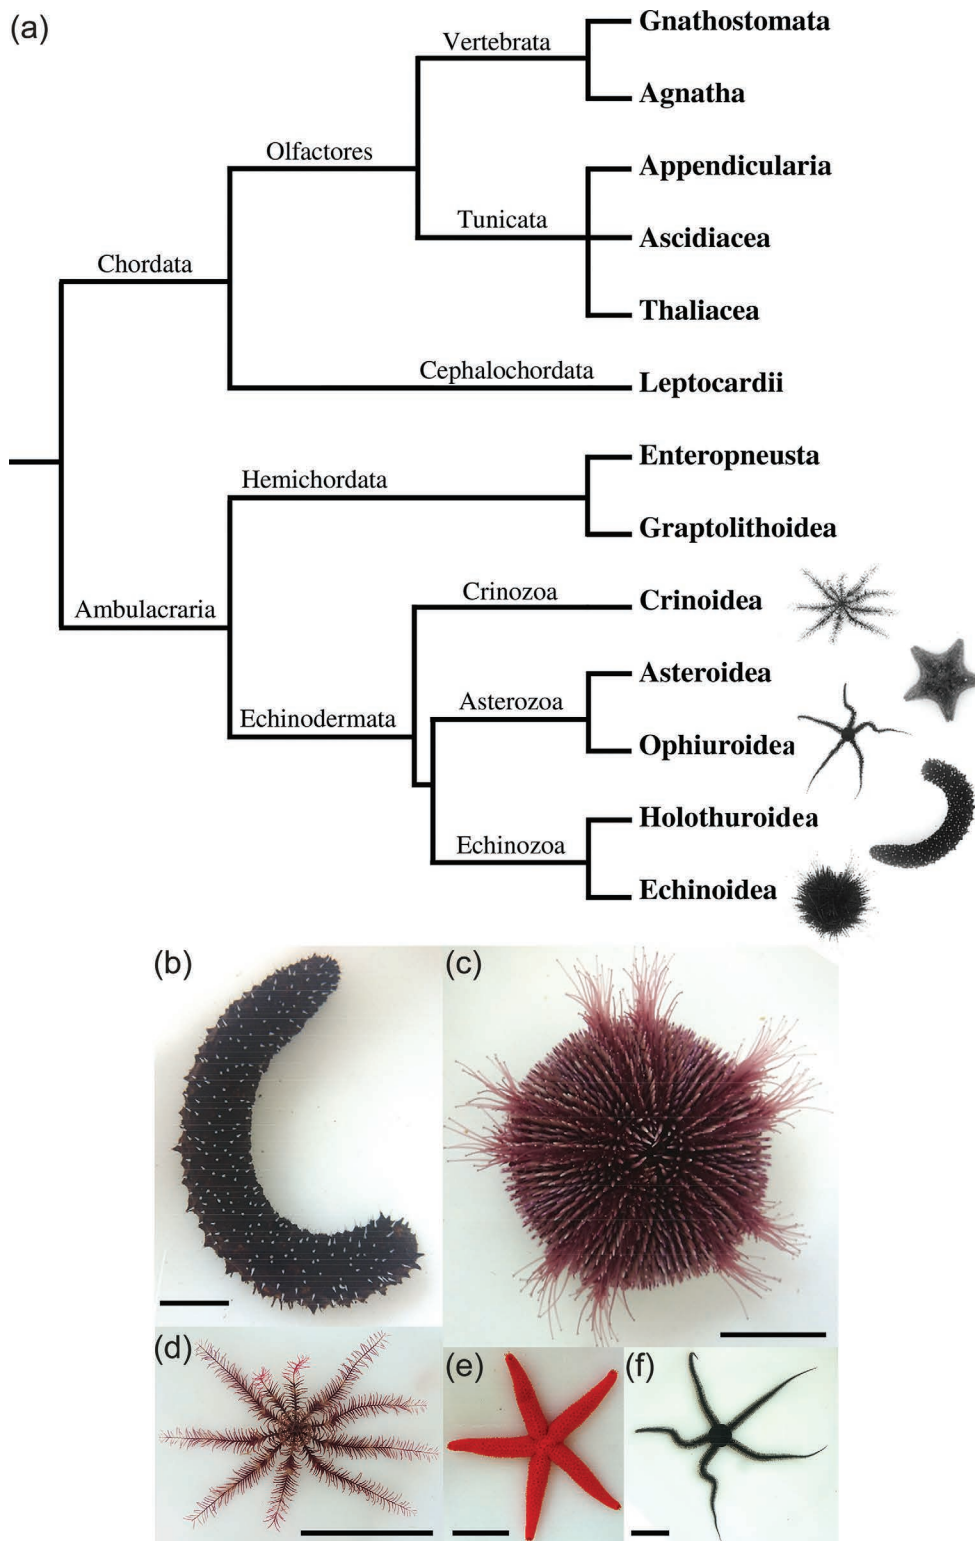 (a)
Gnathostomata
Vertebrata
Agnatha
Olfactores
Appendicularia
Tunicata
Ascidiacea
Chordata
Thaliacea
Cephalochordata
Leptocardii
Enteropneusta
Hemichordata
Graptolithoidea
Crinozoa
Crinoidea
Ambulacraria
Asteroidea
Asterozoa
Echinodermata
Ophiuroidea
Holothuroidea
Echinozoa
Echinoidea
(b)
(c)
(d)
(e)
(f)